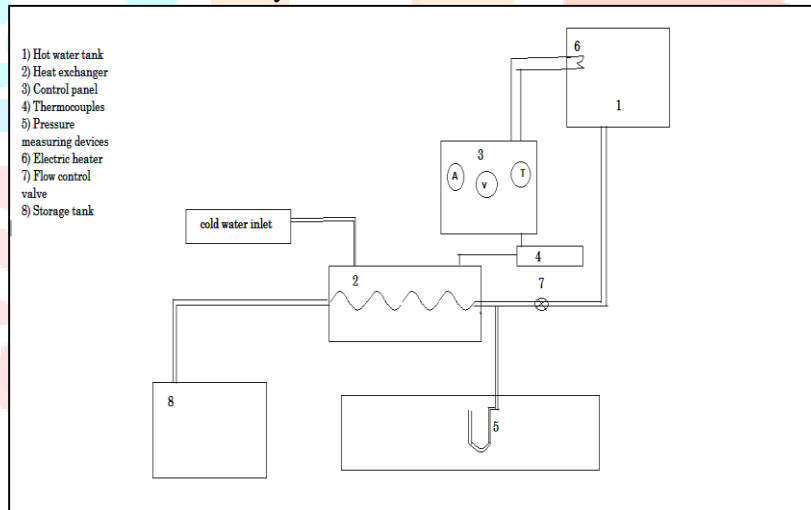 1) Hot water tank
2) Heat exchanger
3) Control panel
4) Thermocouples
5) Pressure
measuring devices
6) Electric heater
7) Flow control
valve
8) Storage tank
6
1
3
A
V
T
cold water inlet
4
2
7
8
5